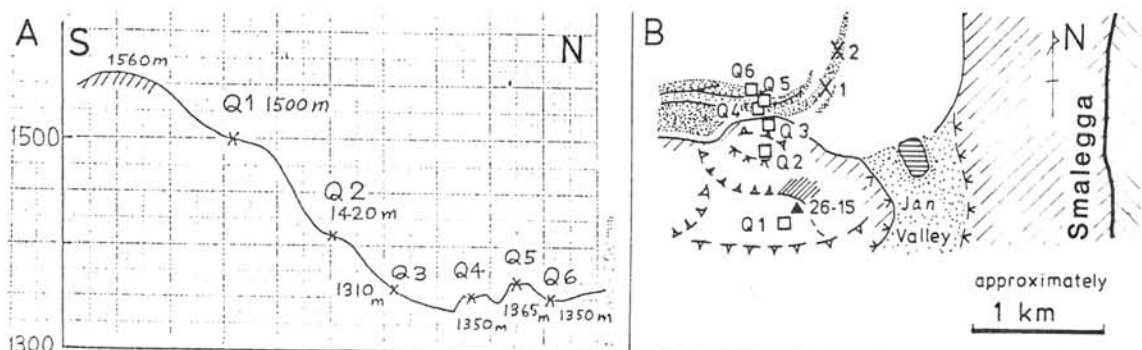 A
S
N
1560m
Q1 1500m
1500
Q2
1420m
Q3
Q4
Q5
Q6
1310m
1350m
1365m
1350m
1300
B
N
2
1
Q6
Q5
Q4
Q3
Q2
26-15
Q1
Jan
Valley
Smalegga
approximately
1 km